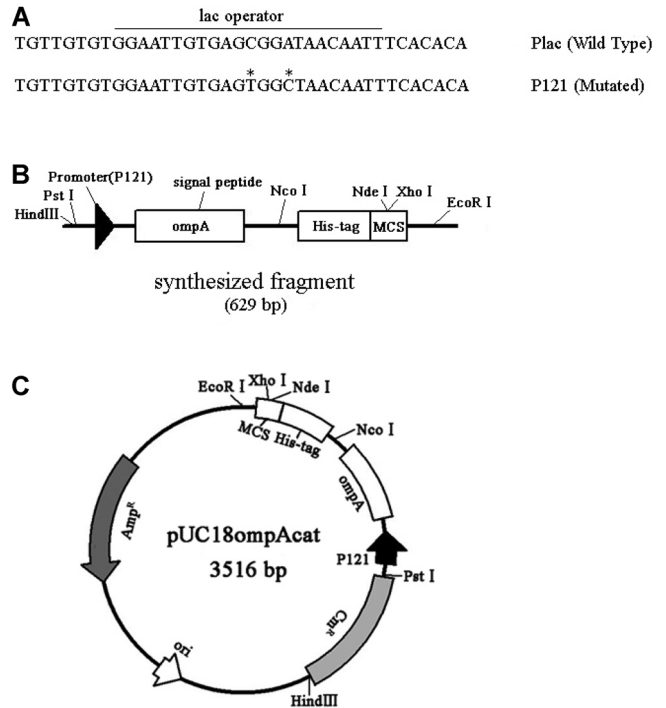 A
lac operator
TGTTGTGTGGAATTGTGAGCGGATAACAATTTCACACA Plac (Wild Type)
* *
TGTTGTGTGGAATTGTGAGTGGCTAACAATTTCACACA P121 (Mutated)
B
Promoter(P121)
signal peptide
Pst I
Nco I
Nde I
Xho I
HindIII
EcoR I
ompA
His-tag
MCS
synthesized fragment
(629 bp)
C
EcoR I
Xho I
Nde I
MCS
His-tag
Nco I
ompA
AmpR
pUC18ompAcat
3516 bp
P121
Pst I
CmR
ori
HindIII